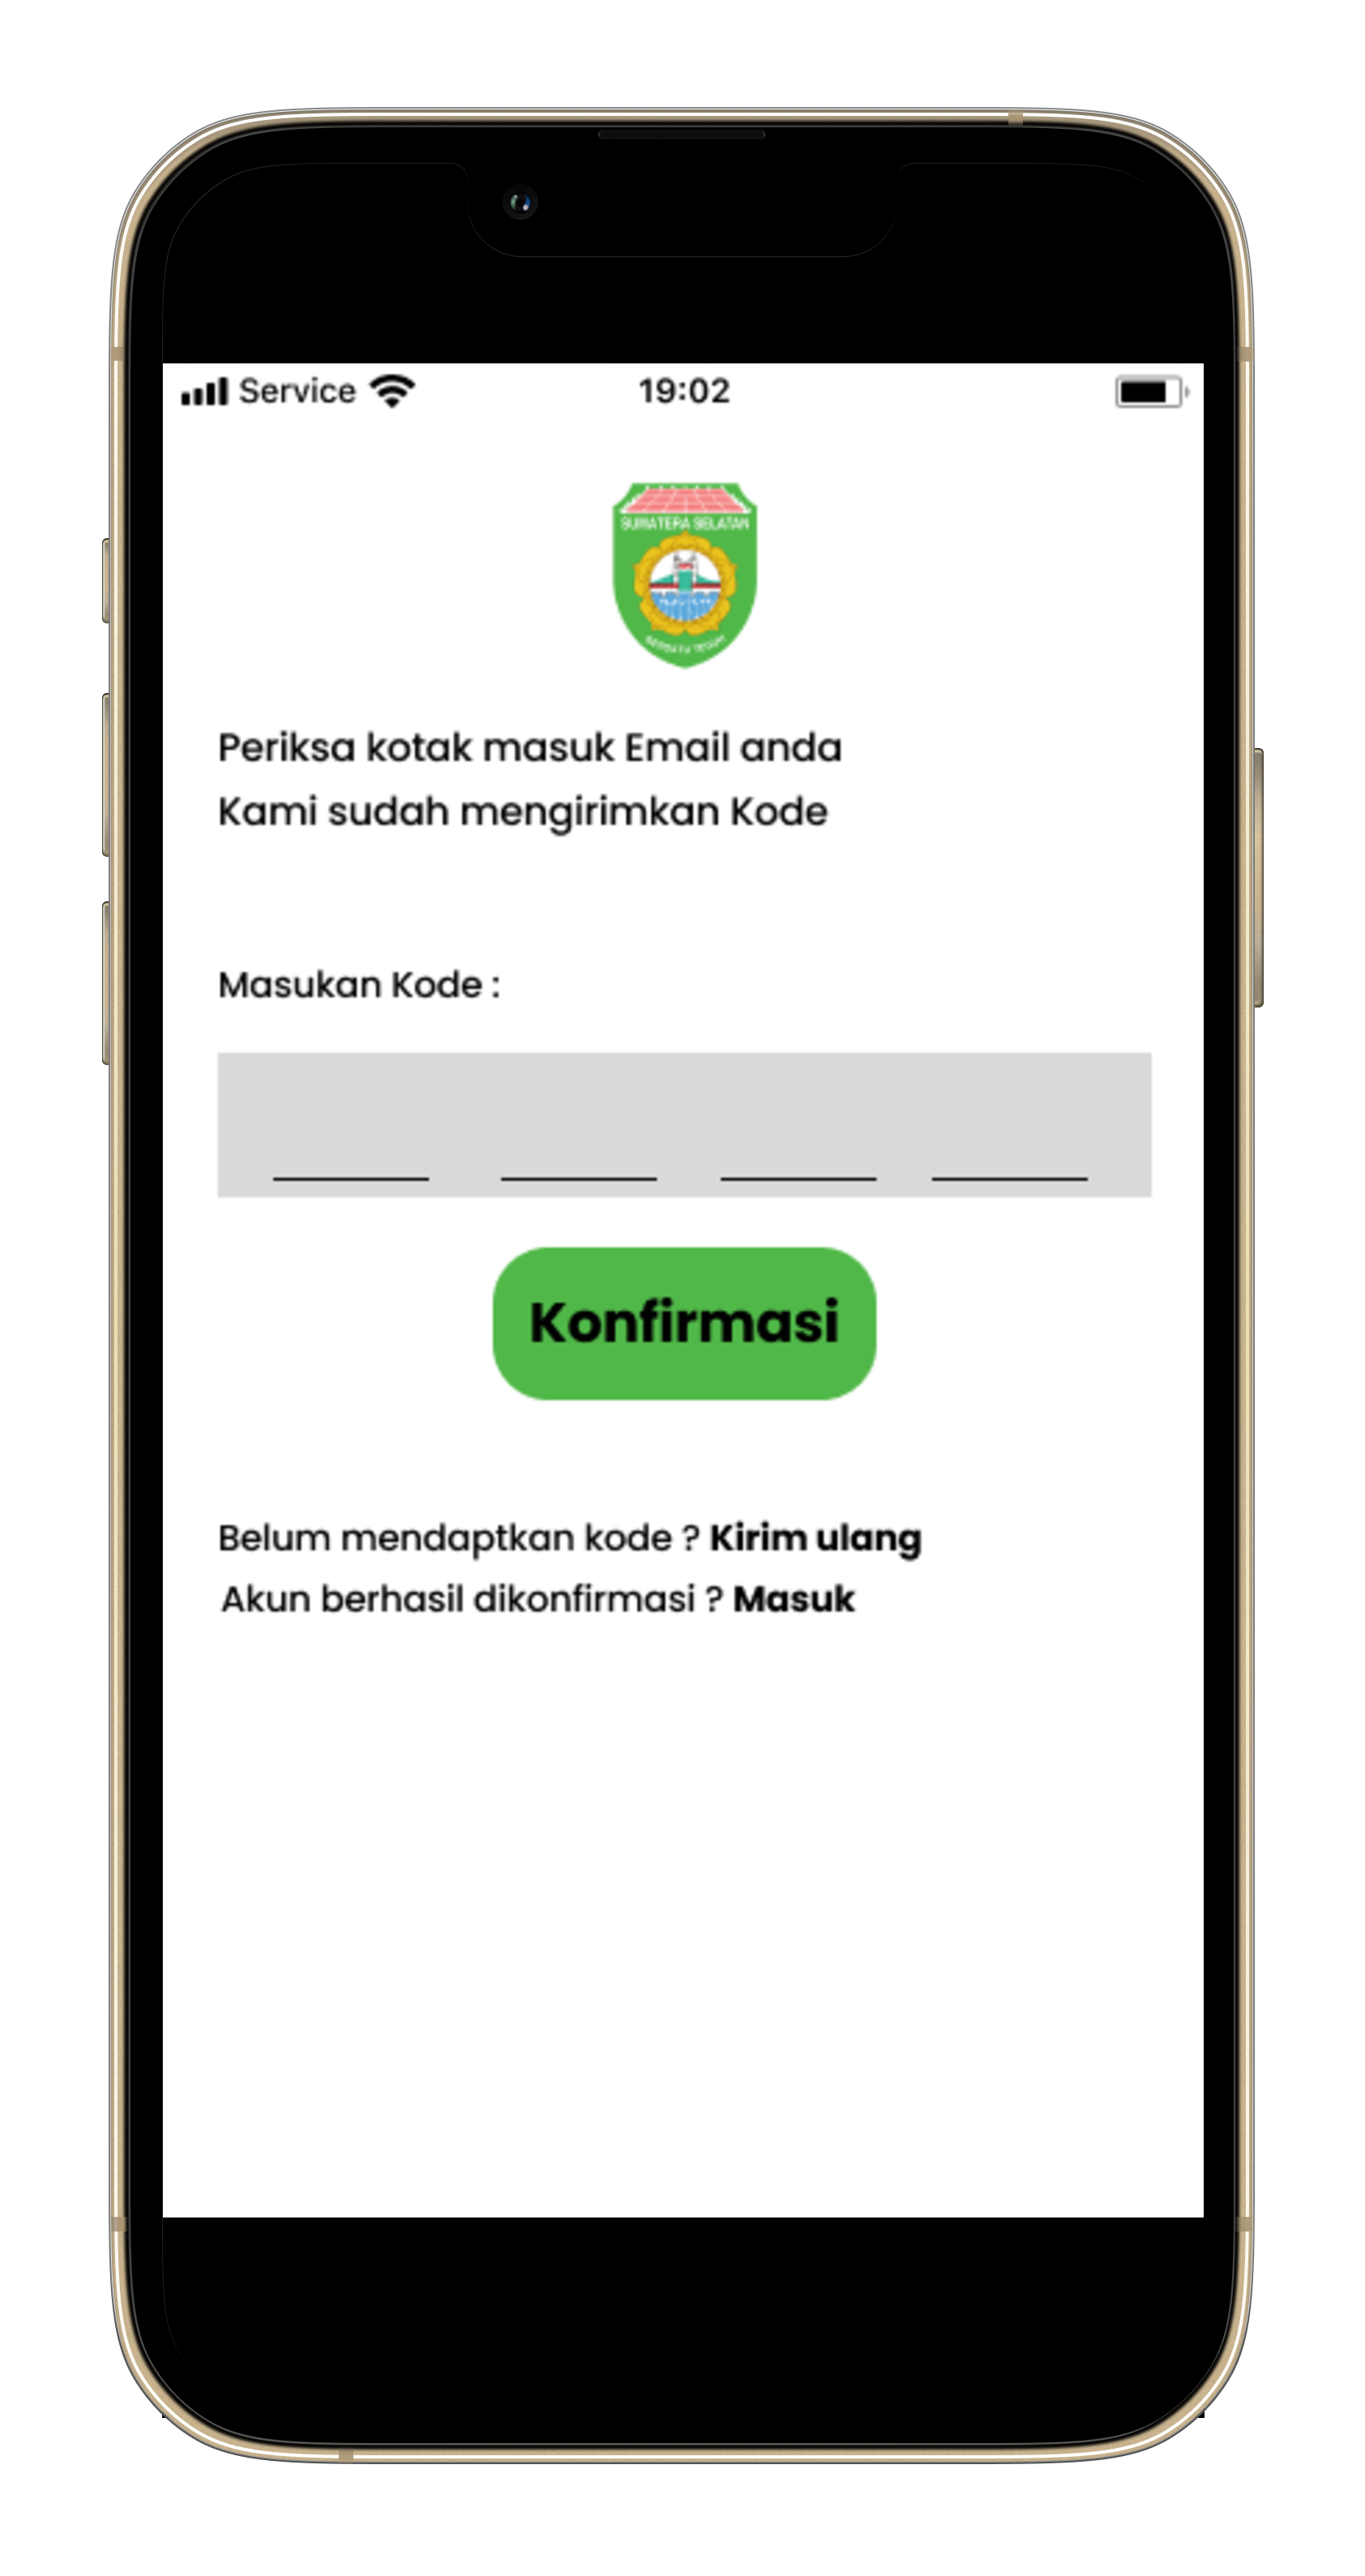 Service 19:02
SUMATERA SELATAN
Periksa kotak masuk Email anda
Kami sudah mengirimkan Kode
Masukan Kode :
Konfirmasi
Belum mendaptkan kode ? Kirim ulang
Akun berhasil dikonfirmasi ? Masuk